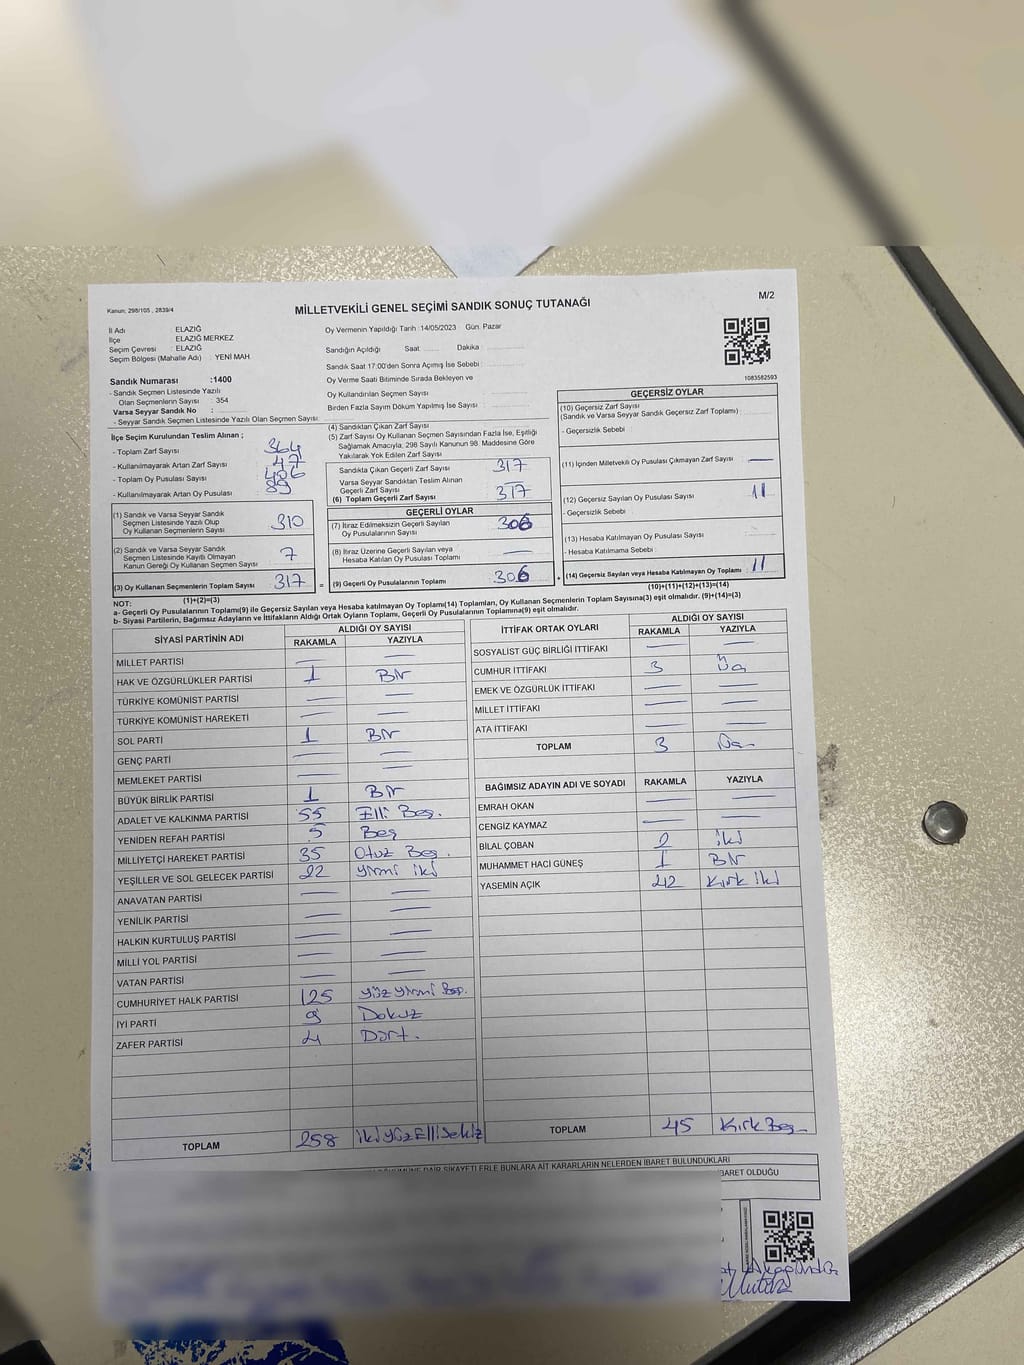 Kanun: 298/105 , 2839/4
MİLLETVEKİLİ GENEL SEÇİMİ SANDIK SONUÇ TUTANAĞI
M/2
İl Adı : ELAZIĞ
İlçe : ELAZIĞ MERKEZ
Seçim Çevresi : ELAZIĞ
Seçim Bölgesi (Mahalle Adı) : YENİ MAH.
Sandık Numarası :1400
- Sandık Seçmen Listesinde Yazılı
Olan Seçmenlerin Sayısı : 354
Varsa Seyyar Sandık No :
- Seyyar Sandık Seçmen Listesinde Yazılı Olan Seçmen Sayısı
Oy Vermenin Yapıldığı Tarih :14/05/2023 Gün. Pazar
Sandığın Açıldığı Saat ...... Dakika :
Sandık Saat 17:00'den Sonra Açmış İse Sebebi :
Oy Verme Saati Bitiminde Sırada Bekleyen ve
Oy Kullandırılan Seçmen Sayısı
Birden Fazla Sayım Döküm Yapılmış İse Sayısı :
1083582593
İlçe Seçim Kurulundan Teslim Alınan ;
- Toplam Zarf Sayısı : 364
- Kullanılmayarak Artan Zarf Sayısı : 47
- Toplam Oy Pusulası Sayısı : 406
- Kullanılmayarak Artan Oy Pusulası : 89
(1) Sandık ve Varsa Seyyar Sandık
Seçmen Listesinde Yazılı Olup
Oy Kullanan Seçmenlerin Sayısı 310
(2) Sandık ve Varsa Seyyar Sandık
Seçmen Listesinde Kayıtlı Olmayan
Kanun Gereği Oy Kullanan Seçmen Sayısı 7
(3) Oy Kullanan Seçmenlerin Toplam Sayısı 317 =
(1)+(2)=(3)
(4) Sandıktan Çıkan Zarf Sayısı
(5) Zarf Sayısı Oy Kullanan Seçmen Sayısından Fazla İse, Eşitliği
Sağlamak Amacıyla, 298 Sayılı Kanunun 98. Maddesine Göre
Yakılarak Yok Edilen Zarf Sayısı
Sandıkta Çıkan Geçerli Zarf Sayısı 317
Varsa Seyyar Sandıktan Teslim Alınan
Geçerli Zarf Sayısı
(6) Toplam Geçerli Zarf Sayısı 317
GEÇERLİ OYLAR
(7) İtiraz Edilmeksizin Geçerli Sayılan
Oy Pusulalarının Sayısı 306
(8) İtiraz Üzerine Geçerli Sayılan veya
Hesaba Katılan Oy Pusulası Toplamı —
(9) Geçerli Oy Pusulalarının Toplamı 306 +
GEÇERSİZ OYLAR
(10) Geçersiz Zarf Sayısı
(Sandık ve Varsa Seyyar Sandık Geçersiz Zarf Toplamı) :
- Geçersizlik Sebebi :
(11) İçinden Milletvekili Oy Pusulası Çıkmayan Zarf Sayısı —
(12) Geçersiz Sayılan Oy Pusulası Sayısı : 11
- Geçersizlik Sebebi :
(13) Hesaba Katılmayan Oy Pusulası Sayısı :
- Hesaba Katılmama Sebebi :
(14) Geçersiz Sayılan veya Hesaba Katılmayan Oy Toplamı : 11
(10)+(11)+(12)+(13)=(14)
NOT:
a- Geçerli Oy Pusulalarının Toplamı(9) ile Geçersiz Sayılan veya Hesaba katılmayan Oy Toplamı(14) Toplamları, Oy Kullanan Seçmenlerin Toplam Sayısına(3) eşit olmalıdır. (9)+(14)=(3)
b- Siyasi Partilerin, Bağımsız Adayların ve İttifakların Aldığı Ortak Oyların Toplamı, Geçerli Oy Pusulalarının Toplamına(9) eşit olmalıdır.
SİYASİ PARTİNİN ADI
ALDIĞI OY SAYISI
RAKAMLA YAZIYLA
MİLLET PARTİSİ — —
HAK VE ÖZGÜRLÜKLER PARTİSİ 1 Bir
TÜRKİYE KOMÜNİST PARTİSİ — —
TÜRKİYE KOMÜNİST HAREKETİ — —
SOL PARTİ 1 Bir
GENÇ PARTİ — —
MEMLEKET PARTİSİ — —
BÜYÜK BİRLİK PARTİSİ 1 Bir
ADALET VE KALKINMA PARTİSİ 55 Elli Beş.
YENİDEN REFAH PARTİSİ 5 Beş
MİLLİYETÇİ HAREKET PARTİSİ 35 Otuz Beş.
YEŞİLLER VE SOL GELECEK PARTİSİ 22 yirmi iki
ANAVATAN PARTİSİ — —
YENİLİK PARTİSİ — —
HALKIN KURTULUŞ PARTİSİ — —
MİLLİ YOL PARTİSİ — —
VATAN PARTİSİ — —
CUMHURİYET HALK PARTİSİ 125 yüz yirmi Beş.
İYİ PARTİ 9 Dokuz
ZAFER PARTİSİ 4 Dört.
TOPLAM 258 iki yüz Elli Sekiz
İTTİFAK ORTAK OYLARI
ALDIĞI OY SAYISI
RAKAMLA YAZIYLA
SOSYALİST GÜÇ BİRLİĞİ İTTİFAKI — —
CUMHUR İTTİFAKI 3 Üç
EMEK VE ÖZGÜRLÜK İTTİFAKI — —
MİLLET İTTİFAKI — —
ATA İTTİFAKI — —
TOPLAM 3 Üç
BAĞIMSIZ ADAYIN ADI VE SOYADI RAKAMLA YAZIYLA
EMRAH OKAN — —
CENGİZ KAYMAZ — —
BİLAL ÇOBAN 2 iki
MUHAMMET HACİ GÜNEŞ 1 Bir
YASEMİN AÇIK 42 Kırk iki
TOPLAM 45 Kırk Beş
ŞİKAYETLERLE BUNLARA AİT KARARLARIN NELERDEN İBARET BULUNDUKLARI
İBARET OLDUĞU